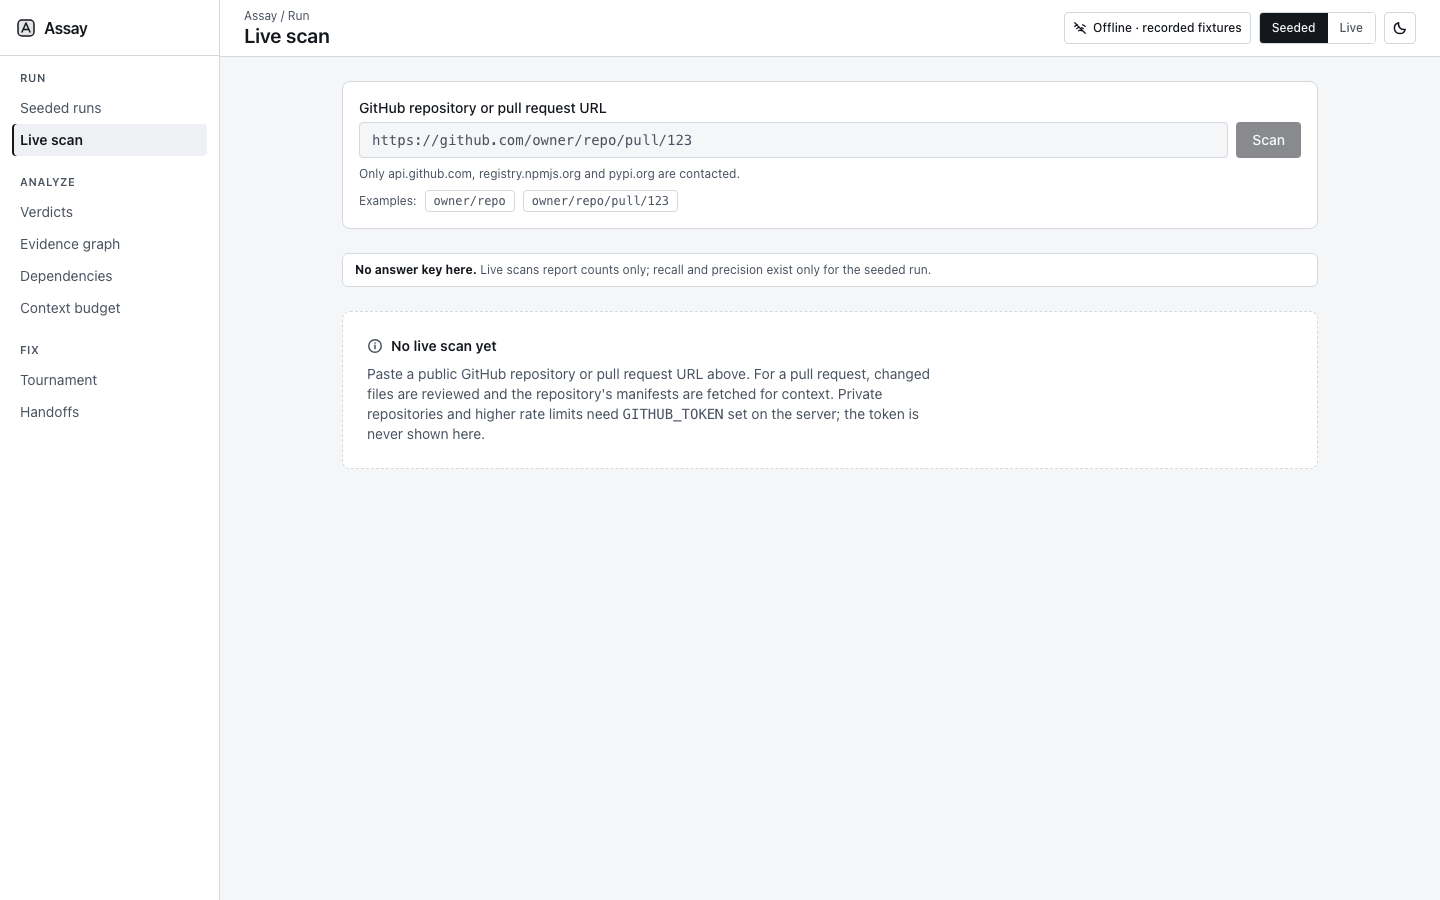 Assay
RUN
Seeded runs
Live scan
ANALYZE
Verdicts
Evidence graph
Dependencies
Context budget
FIX
Tournament
Handoffs
Assay / Run
Live scan
Offline · recorded fixtures
Seeded
Live
GitHub repository or pull request URL
https://github.com/owner/repo/pull/123
Scan
Only api.github.com, registry.npmjs.org and pypi.org are contacted.
Examples: owner/repo owner/repo/pull/123
No answer key here. Live scans report counts only; recall and precision exist only for the seeded run.
No live scan yet
Paste a public GitHub repository or pull request URL above. For a pull request, changed
files are reviewed and the repository's manifests are fetched for context. Private
repositories and higher rate limits need GITHUB_TOKEN set on the server; the token is
never shown here.